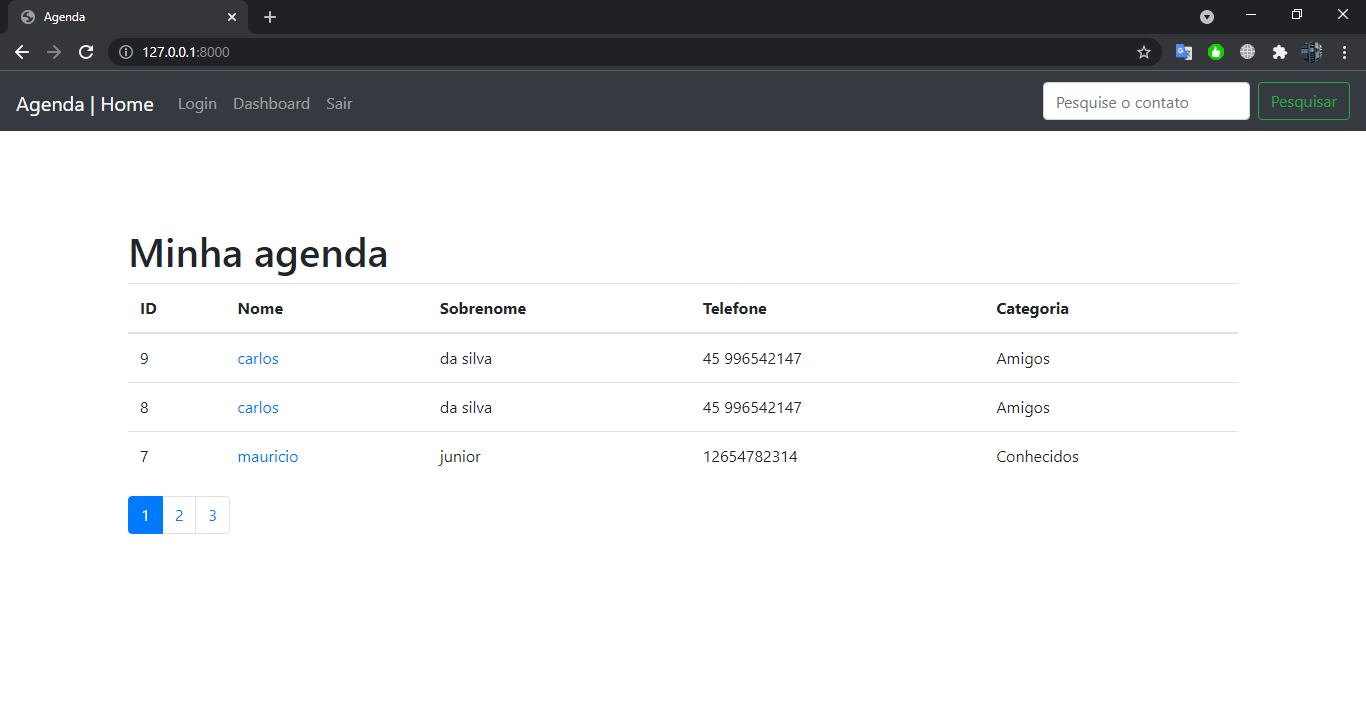 Agenda
127.0.0.1:8000
Agenda | Home Login Dashboard Sair Pesquise o contato Pesquisar
Minha agenda
ID Nome Sobrenome Telefone Categoria
9 carlos da silva 45 996542147 Amigos
8 carlos da silva 45 996542147 Amigos
7 mauricio junior 12654782314 Conhecidos
1 2 3